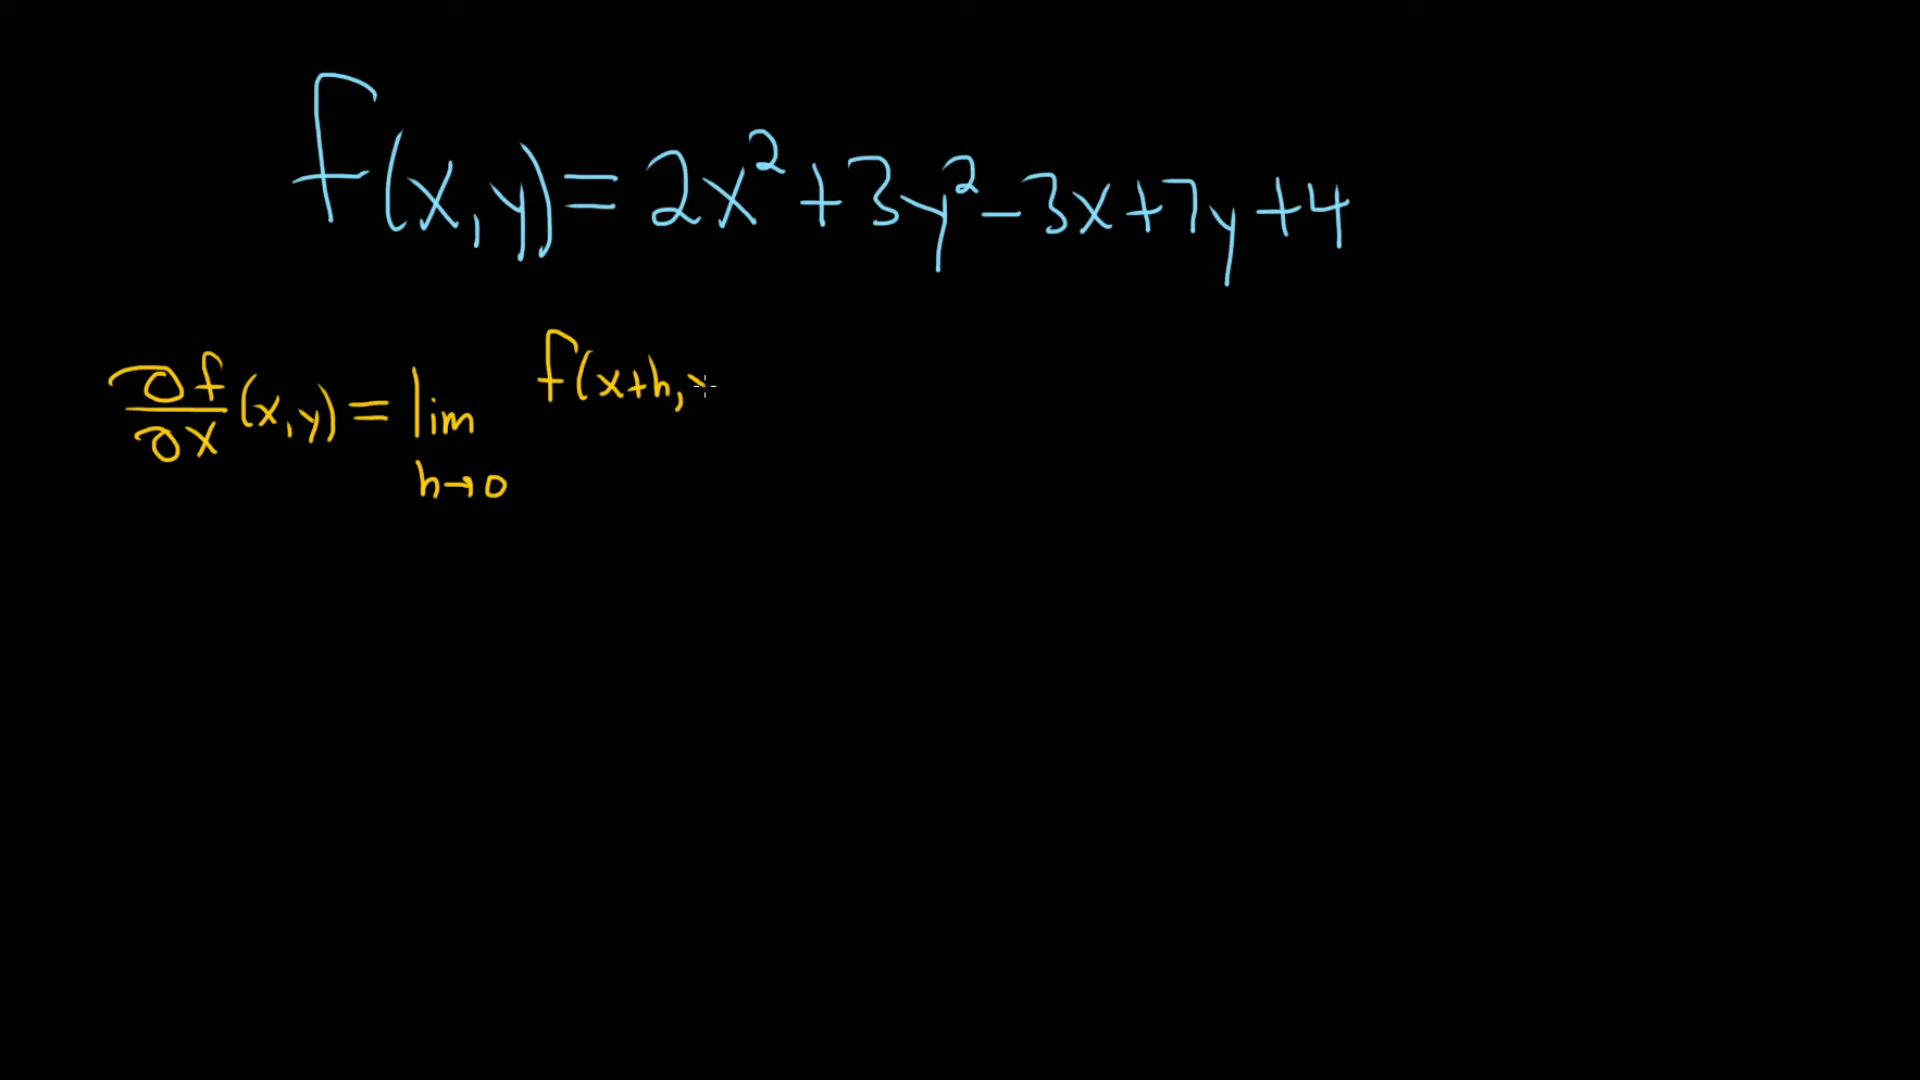 f(x,y)=2x²+3y²-3x+7y+4
∂f/∂x (x,y) = lim h→0 f(x+h,